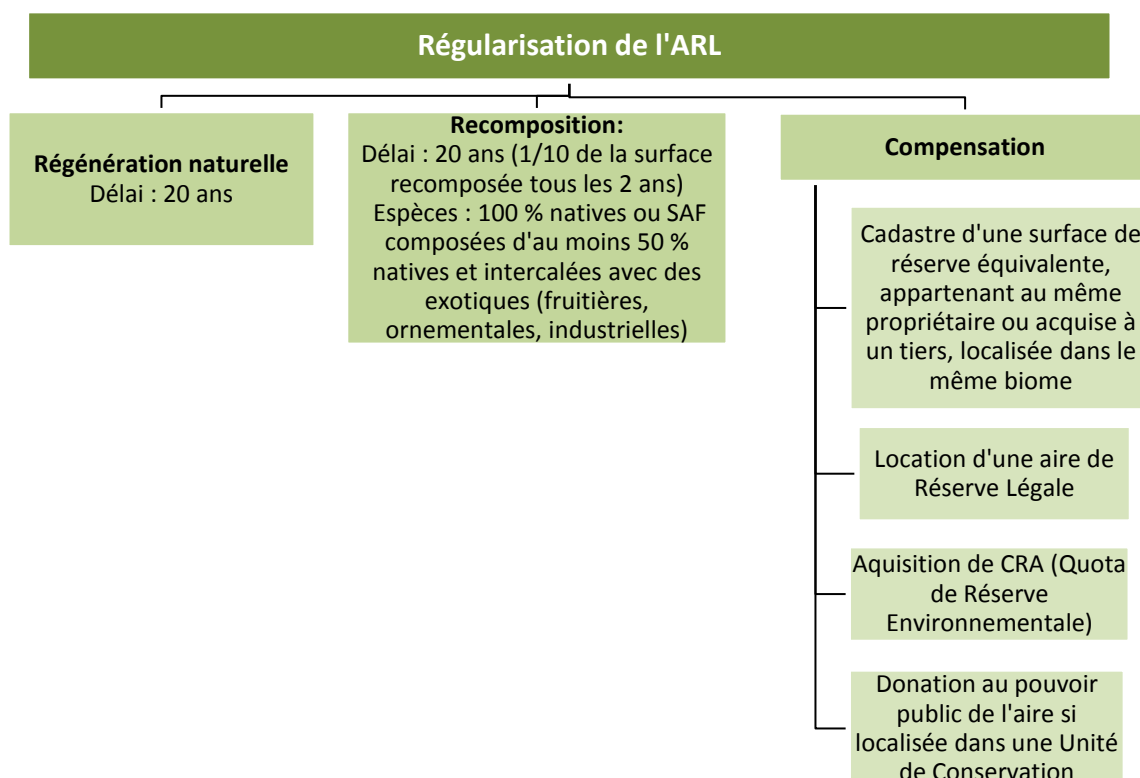 Régularisation de l'ARL
Régénération naturelle
Délai : 20 ans
Recomposition:
Délai : 20 ans (1/10 de la surface
recomposée tous les 2 ans)
Espèces : 100 % natives ou SAF
composées d'au moins 50 %
natives et intercalées avec des
exotiques (fruitières,
ornementales, industrielles)
Compensation
Cadastre d'une surface de
réserve équivalente,
appartenant au même
propriétaire ou acquise à
un tiers, localisée dans le
même biome
Location d'une aire de
Réserve Légale
Aquisition de CRA (Quota
de Réserve
Environnementale)
Donation au pouvoir
public de l'aire si
localisée dans une Unité
de Conservation